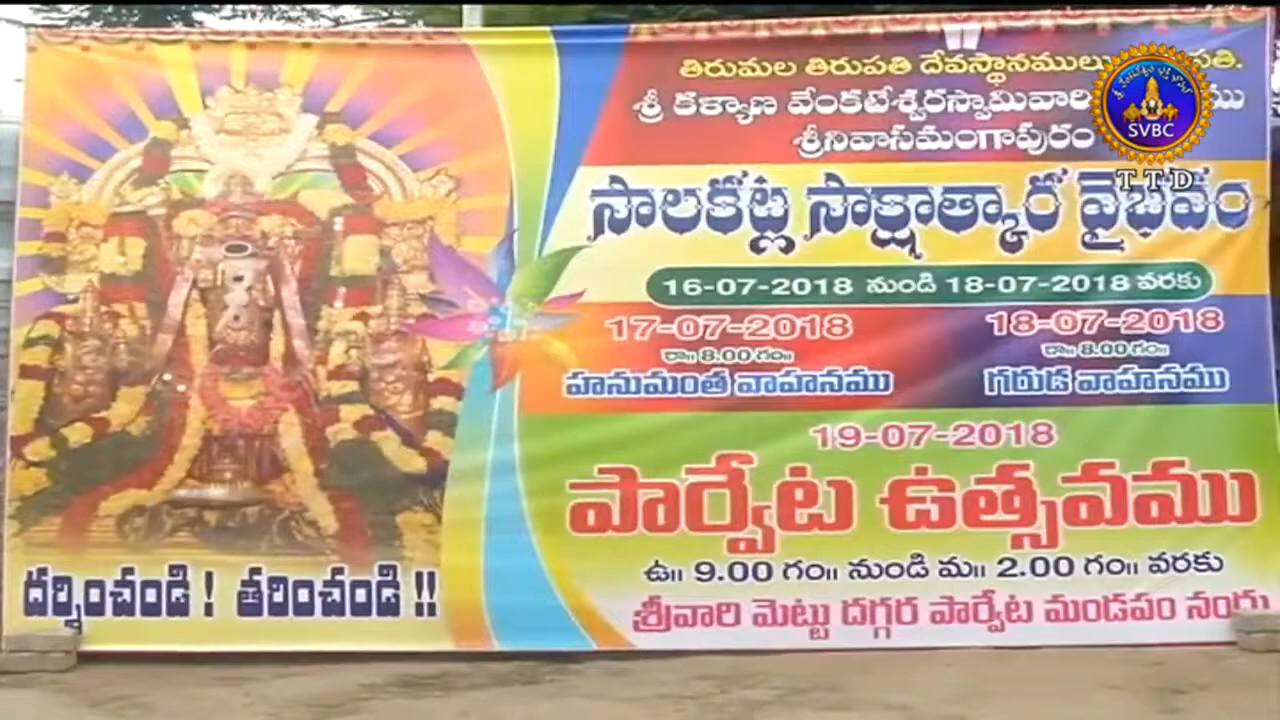 తిరుమల తిరుపతి దేవస్థానములు
శ్రీ కళ్యాణ వేంకటేశ్వరస్వామివారి
శ్రీనివాసమంగాపురం
SVBC
TTD
సాలకట్ల సాక్షాత్కార వైభవం
16-07-2018 నుండి 18-07-2018 వరకు
17-07-2018
రా॥ 8.00 గం॥
హనుమంత వాహనము
18-07-2018
రా॥ 8.00 గం॥
గరుడ వాహనము
19-07-2018
పార్వేట ఉత్సవము
ఉ॥ 9.00 గం॥ నుండి మ॥ 2.00 గం॥ వరకు
శ్రీవారి మెట్టు దగ్గర పార్వేట మండపం నందు
దర్శించండి ! తరించండి !!